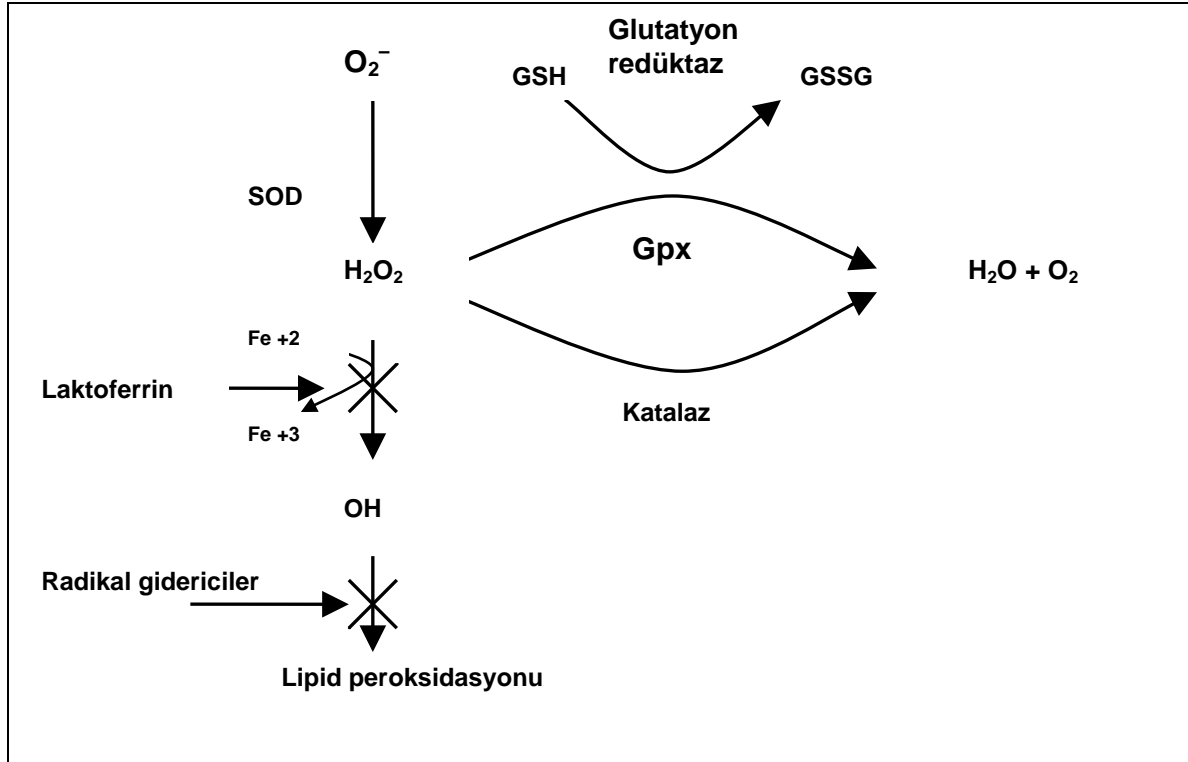 Glutatyon
redüktaz
O₂⁻
GSH
GSSG
SOD
Gpx
H₂O₂
H₂O + O₂
Fe +2
Laktoferrin
Katalaz
Fe +3
OH
Radikal gidericiler
Lipid peroksidasyonu